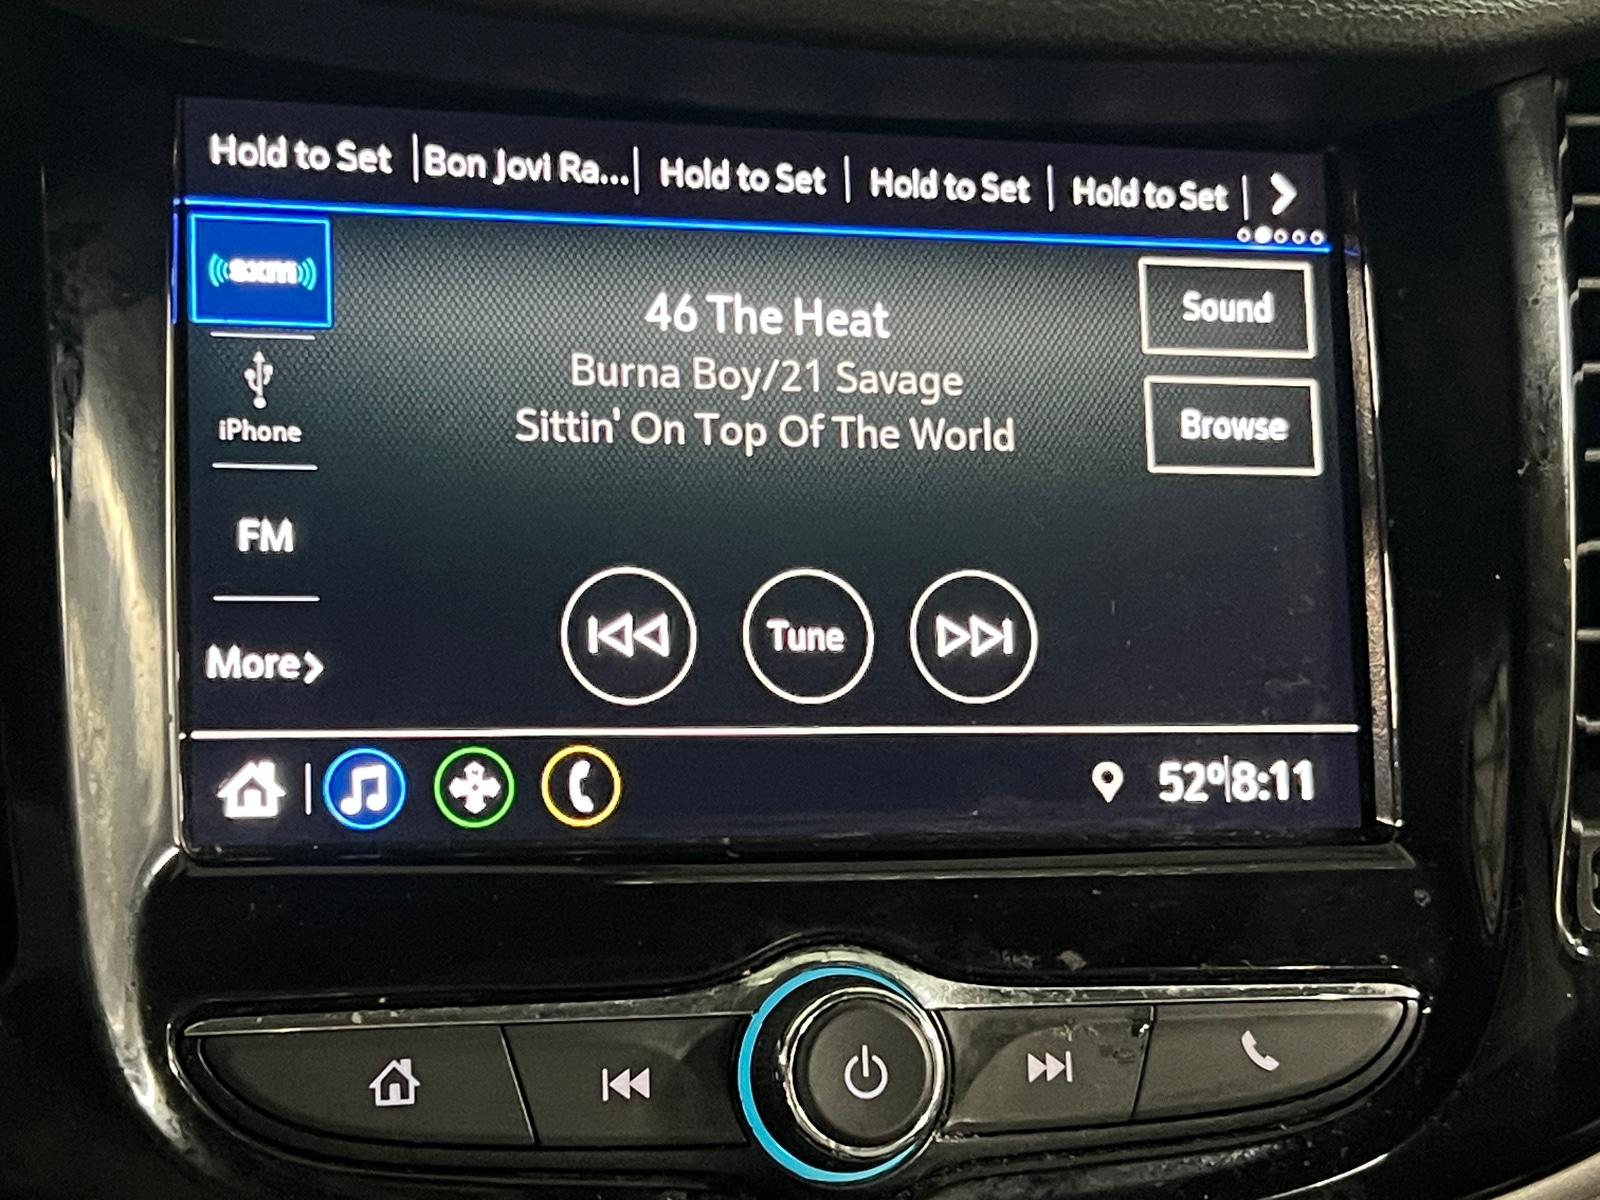 Hold to Set | Bon Jovi Ra... | Hold to Set | Hold to Set | Hold to Set |
sxm
46 The Heat
Burna Boy/21 Savage
Sittin' On Top Of The World
Sound
Browse
iPhone
FM
More
Tune
52°|8:11